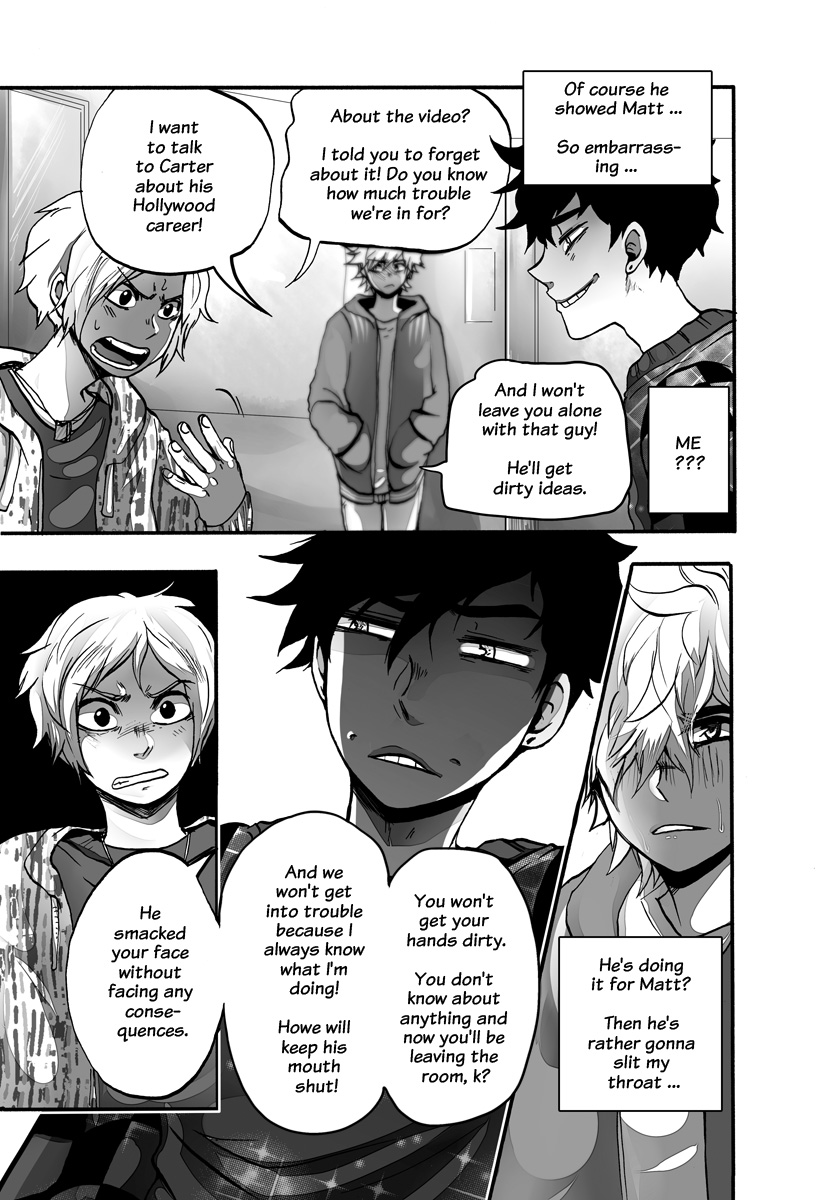 Of course he
showed Matt ...
So embarrass-
ing ...
I want
to talk
to Carter
about his
Hollywood
career!
About the video?
I told you to forget
about it! Do you know
how much trouble
we're in for?
And I won't
leave you alone
with that guy!
He'll get
dirty ideas.
ME
???
He
smacked
your face
without
facing any
conse-
quences.
And we
won't get
into trouble
because I
always know
what I'm
doing!
Howe will
keep his
mouth
shut!
You won't
get your
hands dirty.
You don't
know about
anything and
now you'll be
leaving the
room, k?
He's doing
it for Matt?
Then he's
rather gonna
slit my
throat ...